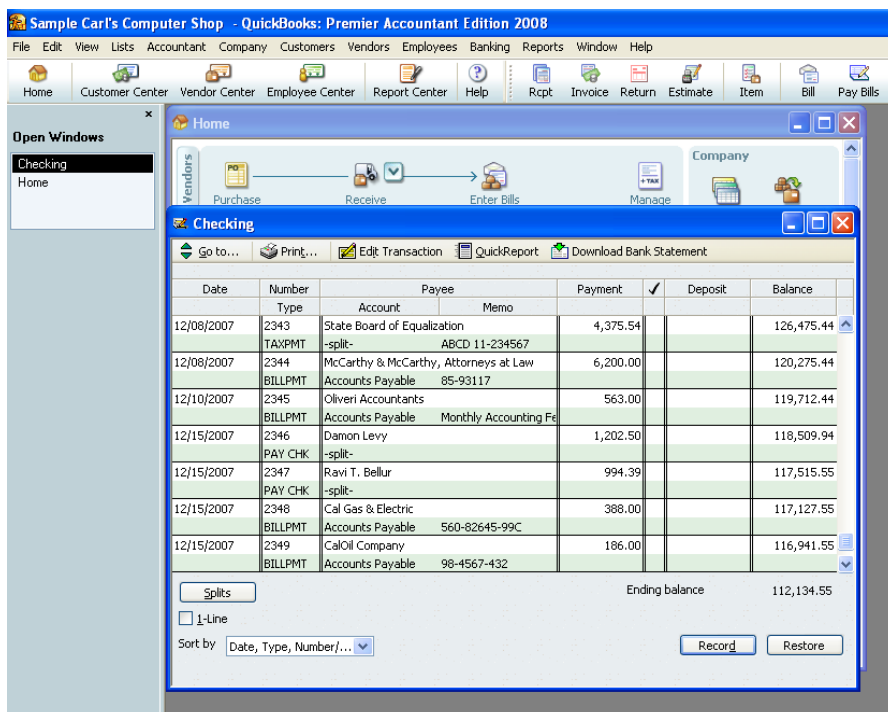 Sample Carl's Computer Shop - QuickBooks: Premier Accountant Edition 2008
File Edit View Lists Accountant Company Customers Vendors Employees Banking Reports Window Help
Home Customer Center Vendor Center Employee Center Report Center Help Rcpt Invoice Return Estimate Item Bill Pay Bills
Open Windows
Checking
Home
Home
Vendors
PO
+ TAX
Company
Purchase Receive Enter Bills Manage
Checking
Go to... Print... Edit Transaction QuickReport Download Bank Statement
Date Number Payee Payment ✓ Deposit Balance
Type Account Memo
12/08/2007 2343 State Board of Equalization 4,375.54 126,475.44
TAXPMT -split- ABCD 11-234567
12/08/2007 2344 McCarthy & McCarthy, Attorneys at Law 6,200.00 120,275.44
BILLPMT Accounts Payable 85-93117
12/10/2007 2345 Oliveri Accountants 563.00 119,712.44
BILLPMT Accounts Payable Monthly Accounting Fe
12/15/2007 2346 Damon Levy 1,202.50 118,509.94
PAY CHK -split-
12/15/2007 2347 Ravi T. Bellur 994.39 117,515.55
PAY CHK -split-
12/15/2007 2348 Cal Gas & Electric 388.00 117,127.55
BILLPMT Accounts Payable 560-82645-99C
12/15/2007 2349 CalOil Company 186.00 116,941.55
BILLPMT Accounts Payable 98-4567-432
Splits Ending balance 112,134.55
1-Line
Sort by Date, Type, Number/... Record Restore